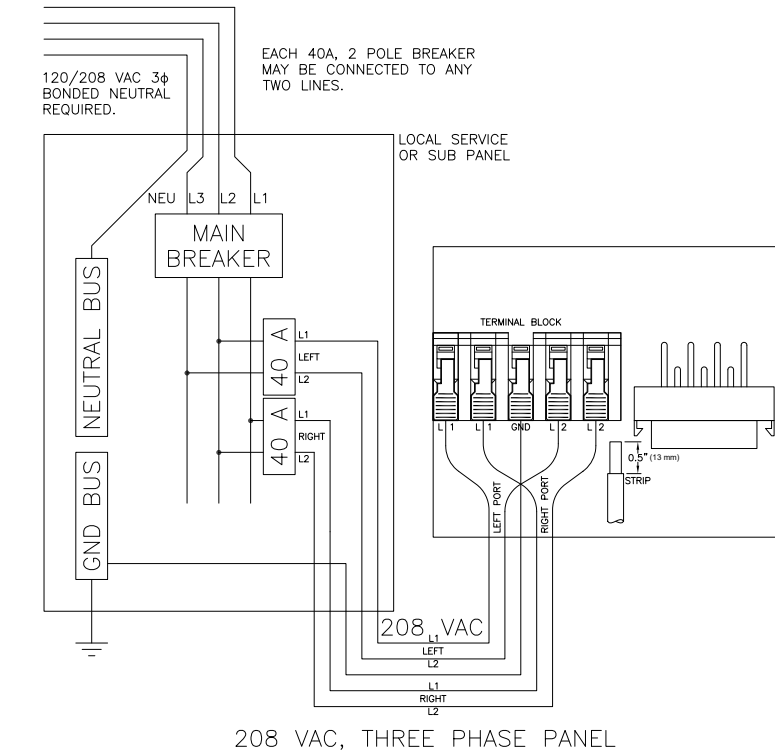 EACH 40A, 2 POLE BREAKER
MAY BE CONNECTED TO ANY
TWO LINES.
120/208 VAC 3ϕ
BONDED NEUTRAL
REQUIRED.
LOCAL SERVICE
OR SUB PANEL
NEU L3 L2 L1
MAIN
BREAKER
NEUTRAL BUS
GND BUS
40 A
L1
LEFT
L2
40 A
L1
RIGHT
L2
TERMINAL BLOCK
L 1 L 1 GND L 2 L 2
0.5" (13 mm)
STRIP
LEFT PORT
RIGHT PORT
208 VAC
L1
LEFT
L2
L1
RIGHT
L2
208 VAC, THREE PHASE PANEL